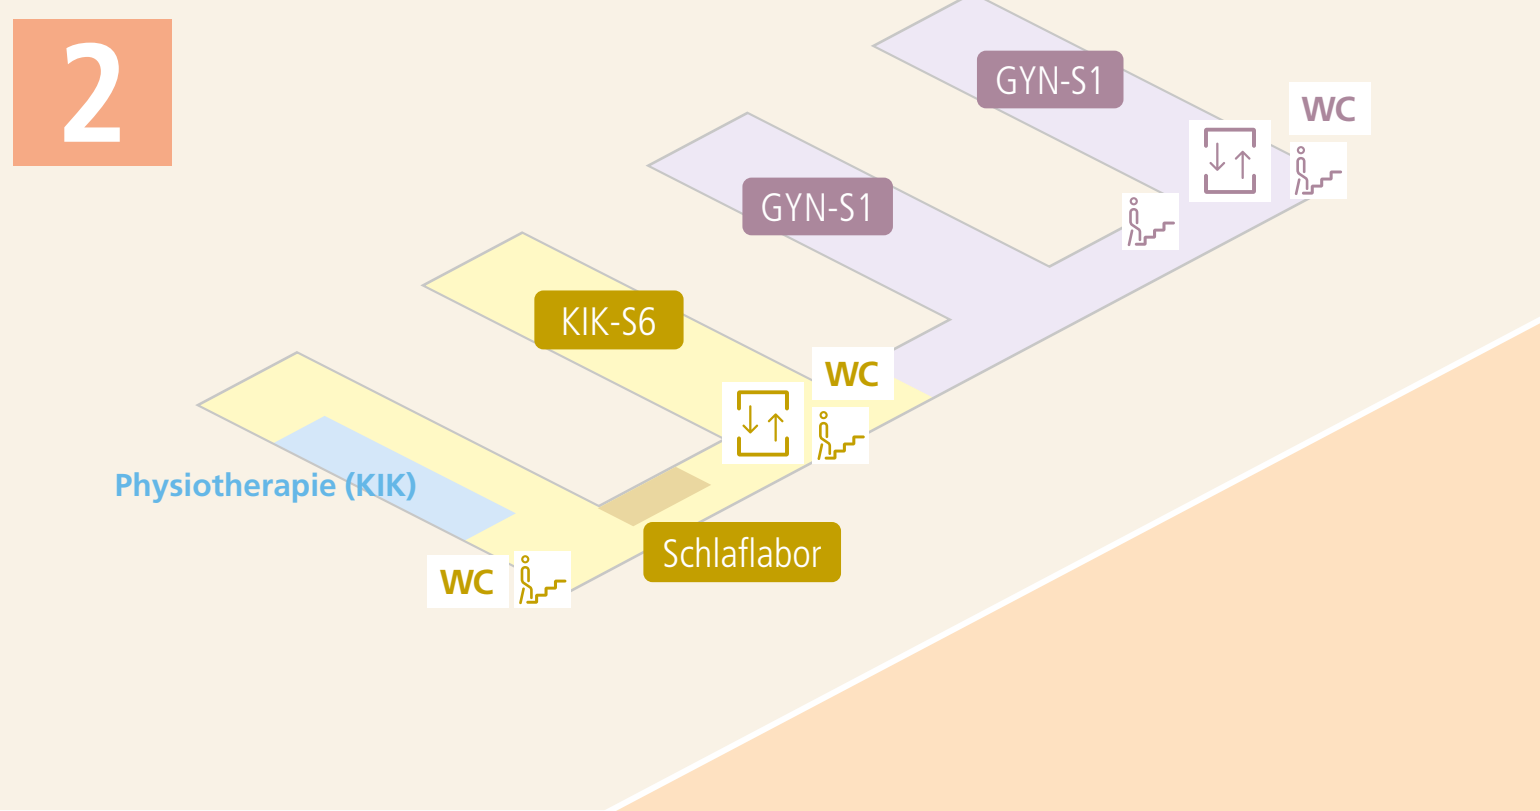 2
GYN-S1
WC
GYN-S1
KIK-S6
WC
Physiotherapie (KIK)
Schlaflabor
WC